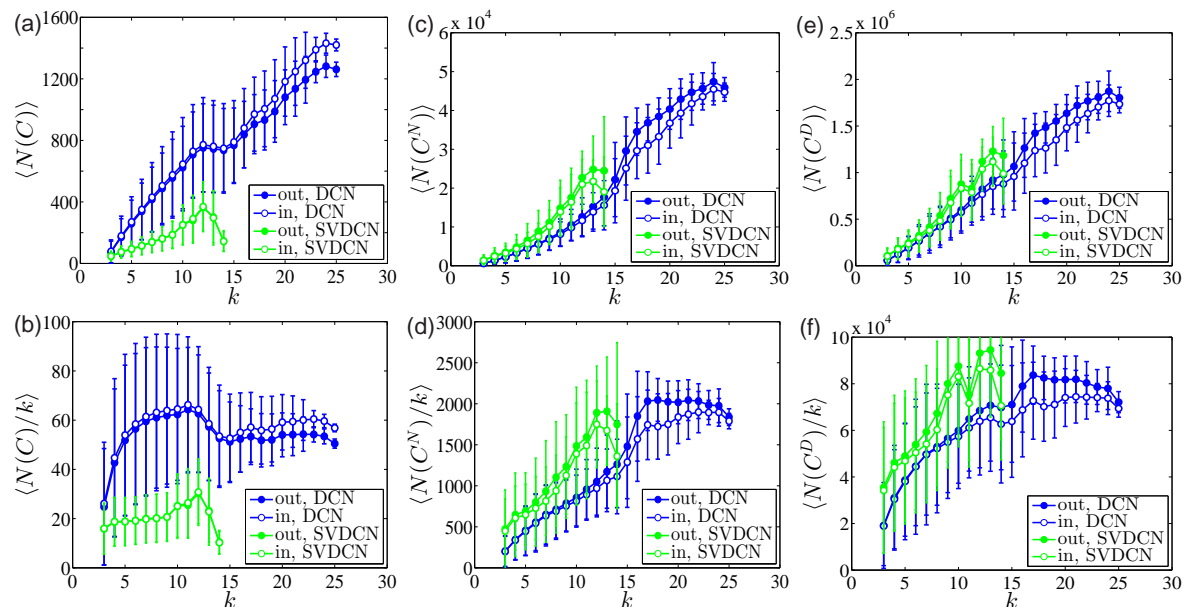 (a)
1600
1400
1200
800
400
200
0
0 5 10 15 20 25 30
k
⟨N(C)⟩
out, DCN
in, DCN
out, SVDCN
in, SVDCN
(c)
x 10^4
6
5
4
3
2
1
0
0 5 10 15 20 25 30
k
⟨N(C^N)⟩
out, DCN
in, DCN
out, SVDCN
in, SVDCN
(e)
x 10^6
2.5
2
1.5
1
0.5
0
0 5 10 15 20 25 30
k
⟨N(C^D)⟩
out, DCN
in, DCN
out, SVDCN
in, SVDCN
(b)
100
80
60
40
20
0
0 5 10 15 20 25 30
k
⟨N(C)/k⟩
out, DCN
in, DCN
out, SVDCN
in, SVDCN
(d)
3000
2500
2000
1500
1000
500
0
0 5 10 15 20 25 30
k
⟨N(C^N)/k⟩
out, DCN
in, DCN
out, SVDCN
in, SVDCN
(f)
x 10^4
10
8
6
4
2
0
0 5 10 15 20 25 30
k
⟨N(C^D)/k⟩
out, DCN
in, DCN
out, SVDCN
in, SVDCN